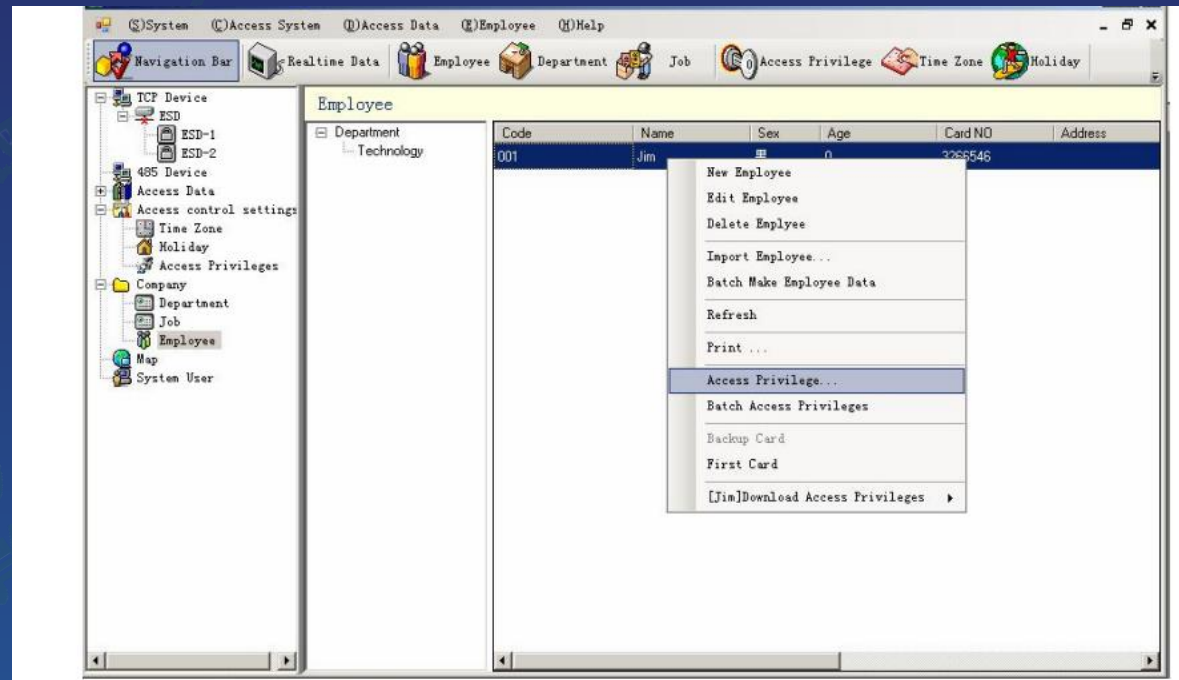 (S)System (C)Access System (D)Access Data (E)Employee (H)Help
Navigation Bar Realtime Data Employee Department Job Access Privilege Time Zone Holiday
TCP Device
ESD
ESD-1
ESD-2
485 Device
Access Data
Access control settings
Time Zone
Holiday
Access Privileges
Company
Department
Job
Employee
Map
System User
Employee
Department
Technology
Code Name Sex Age Card NO Address
001 Jim 0 3266546
New Employee
Edit Employee
Delete Emplyee
Import Employee...
Batch Make Employee Data
Refresh
Print ...
Access Privilege...
Batch Access Privileges
Backup Card
First Card
[Jim]Download Access Privileges